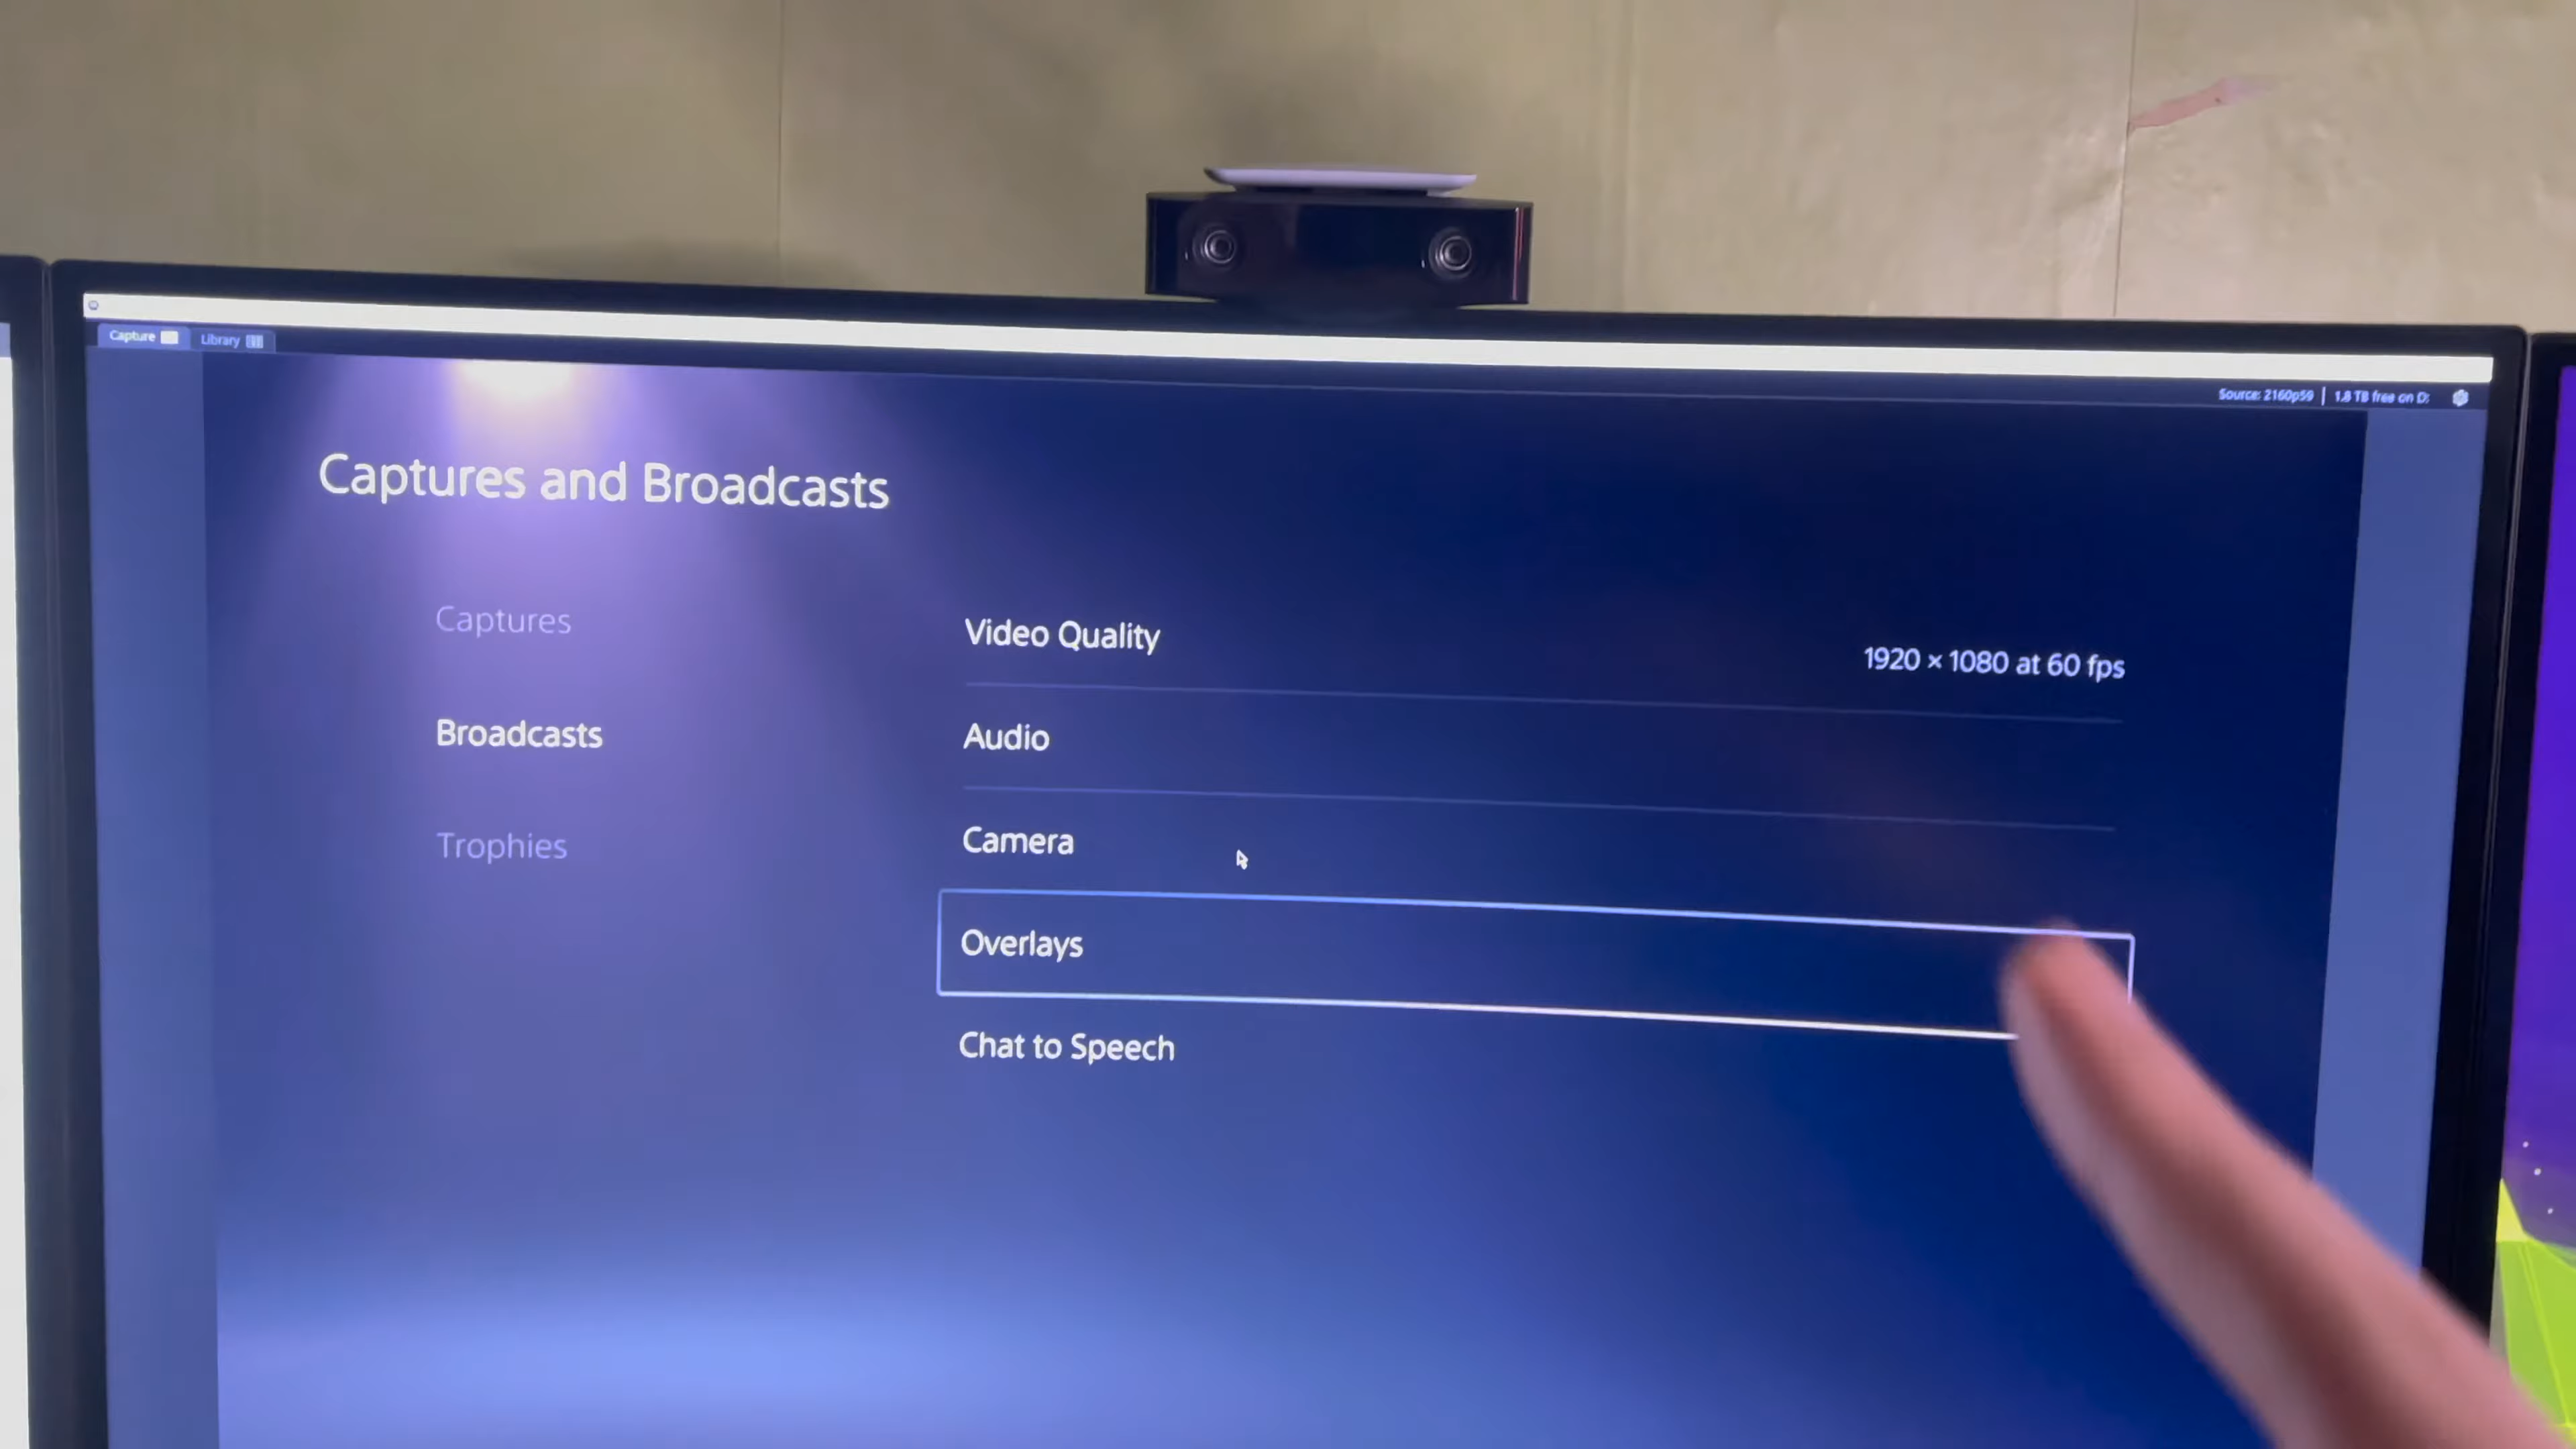 Capture
Library
Source: 2160p59 | 1.8 TB free on D:
Captures and Broadcasts
Captures
Broadcasts
Trophies
Video Quality
1920 × 1080 at 60 fps
Audio
Camera
Overlays
Chat to Speech